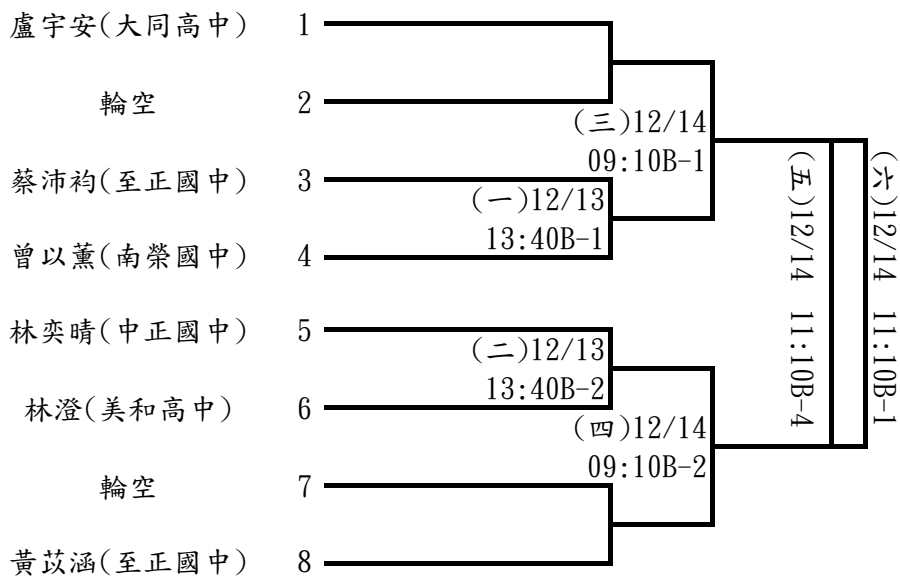 盧宇安(大同高中) 1
輪空 2
(三)12/14
09:10B-1
蔡沛袀(至正國中) 3
(一)12/13
13:40B-1
曾以薰(南榮國中) 4
林奕晴(中正國中) 5
(二)12/13
13:40B-2
林澄(美和高中) 6
(四)12/14
09:10B-2
輪空 7
黃苡涵(至正國中) 8
(五)12/14 11:10B-4
(六)12/14 11:10B-1